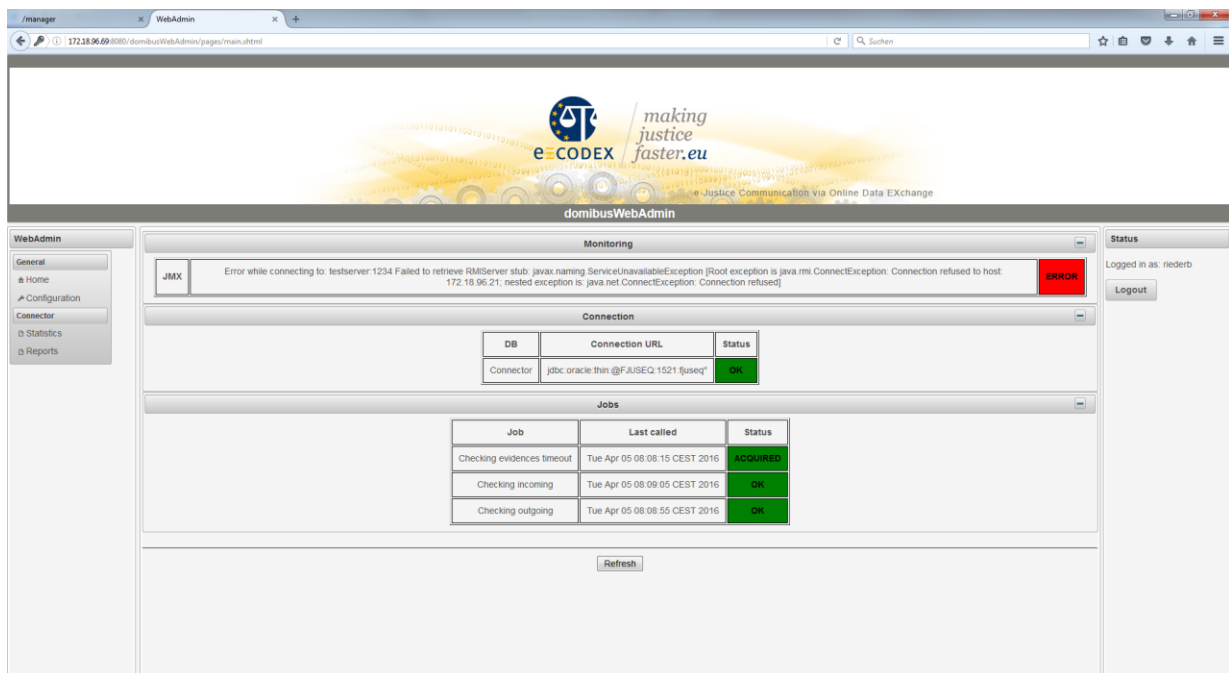 /manager
WebAdmin
172.18.96.69:8080/domibusWebAdmin/pages/main.xhtml
Suchen
e-CODEX
making
justice
faster.eu
e-Justice Communication via Online Data EXchange
domibusWebAdmin
WebAdmin
General
Home
Configuration
Connector
Statistics
Reports
Monitoring
JMX
Error while connecting to: testserver:1234 Failed to retrieve RMIServer stub: javax.naming.ServiceUnavailableException [Root exception is java.rmi.ConnectException: Connection refused to host:
172.18.96.21; nested exception is: java.net.ConnectException: Connection refused]
ERROR
Connection
DB Connection URL Status
Connector jdbc:oracle:thin:@FJUSEQ:1521:fjuseq" OK
Jobs
Job Last called Status
Checking evidences timeout Tue Apr 05 08:08:15 CEST 2016 ACQUIRED
Checking incoming Tue Apr 05 08:09:05 CEST 2016 OK
Checking outgoing Tue Apr 05 08:08:55 CEST 2016 OK
Refresh
Status
Logged in as: riederb
Logout